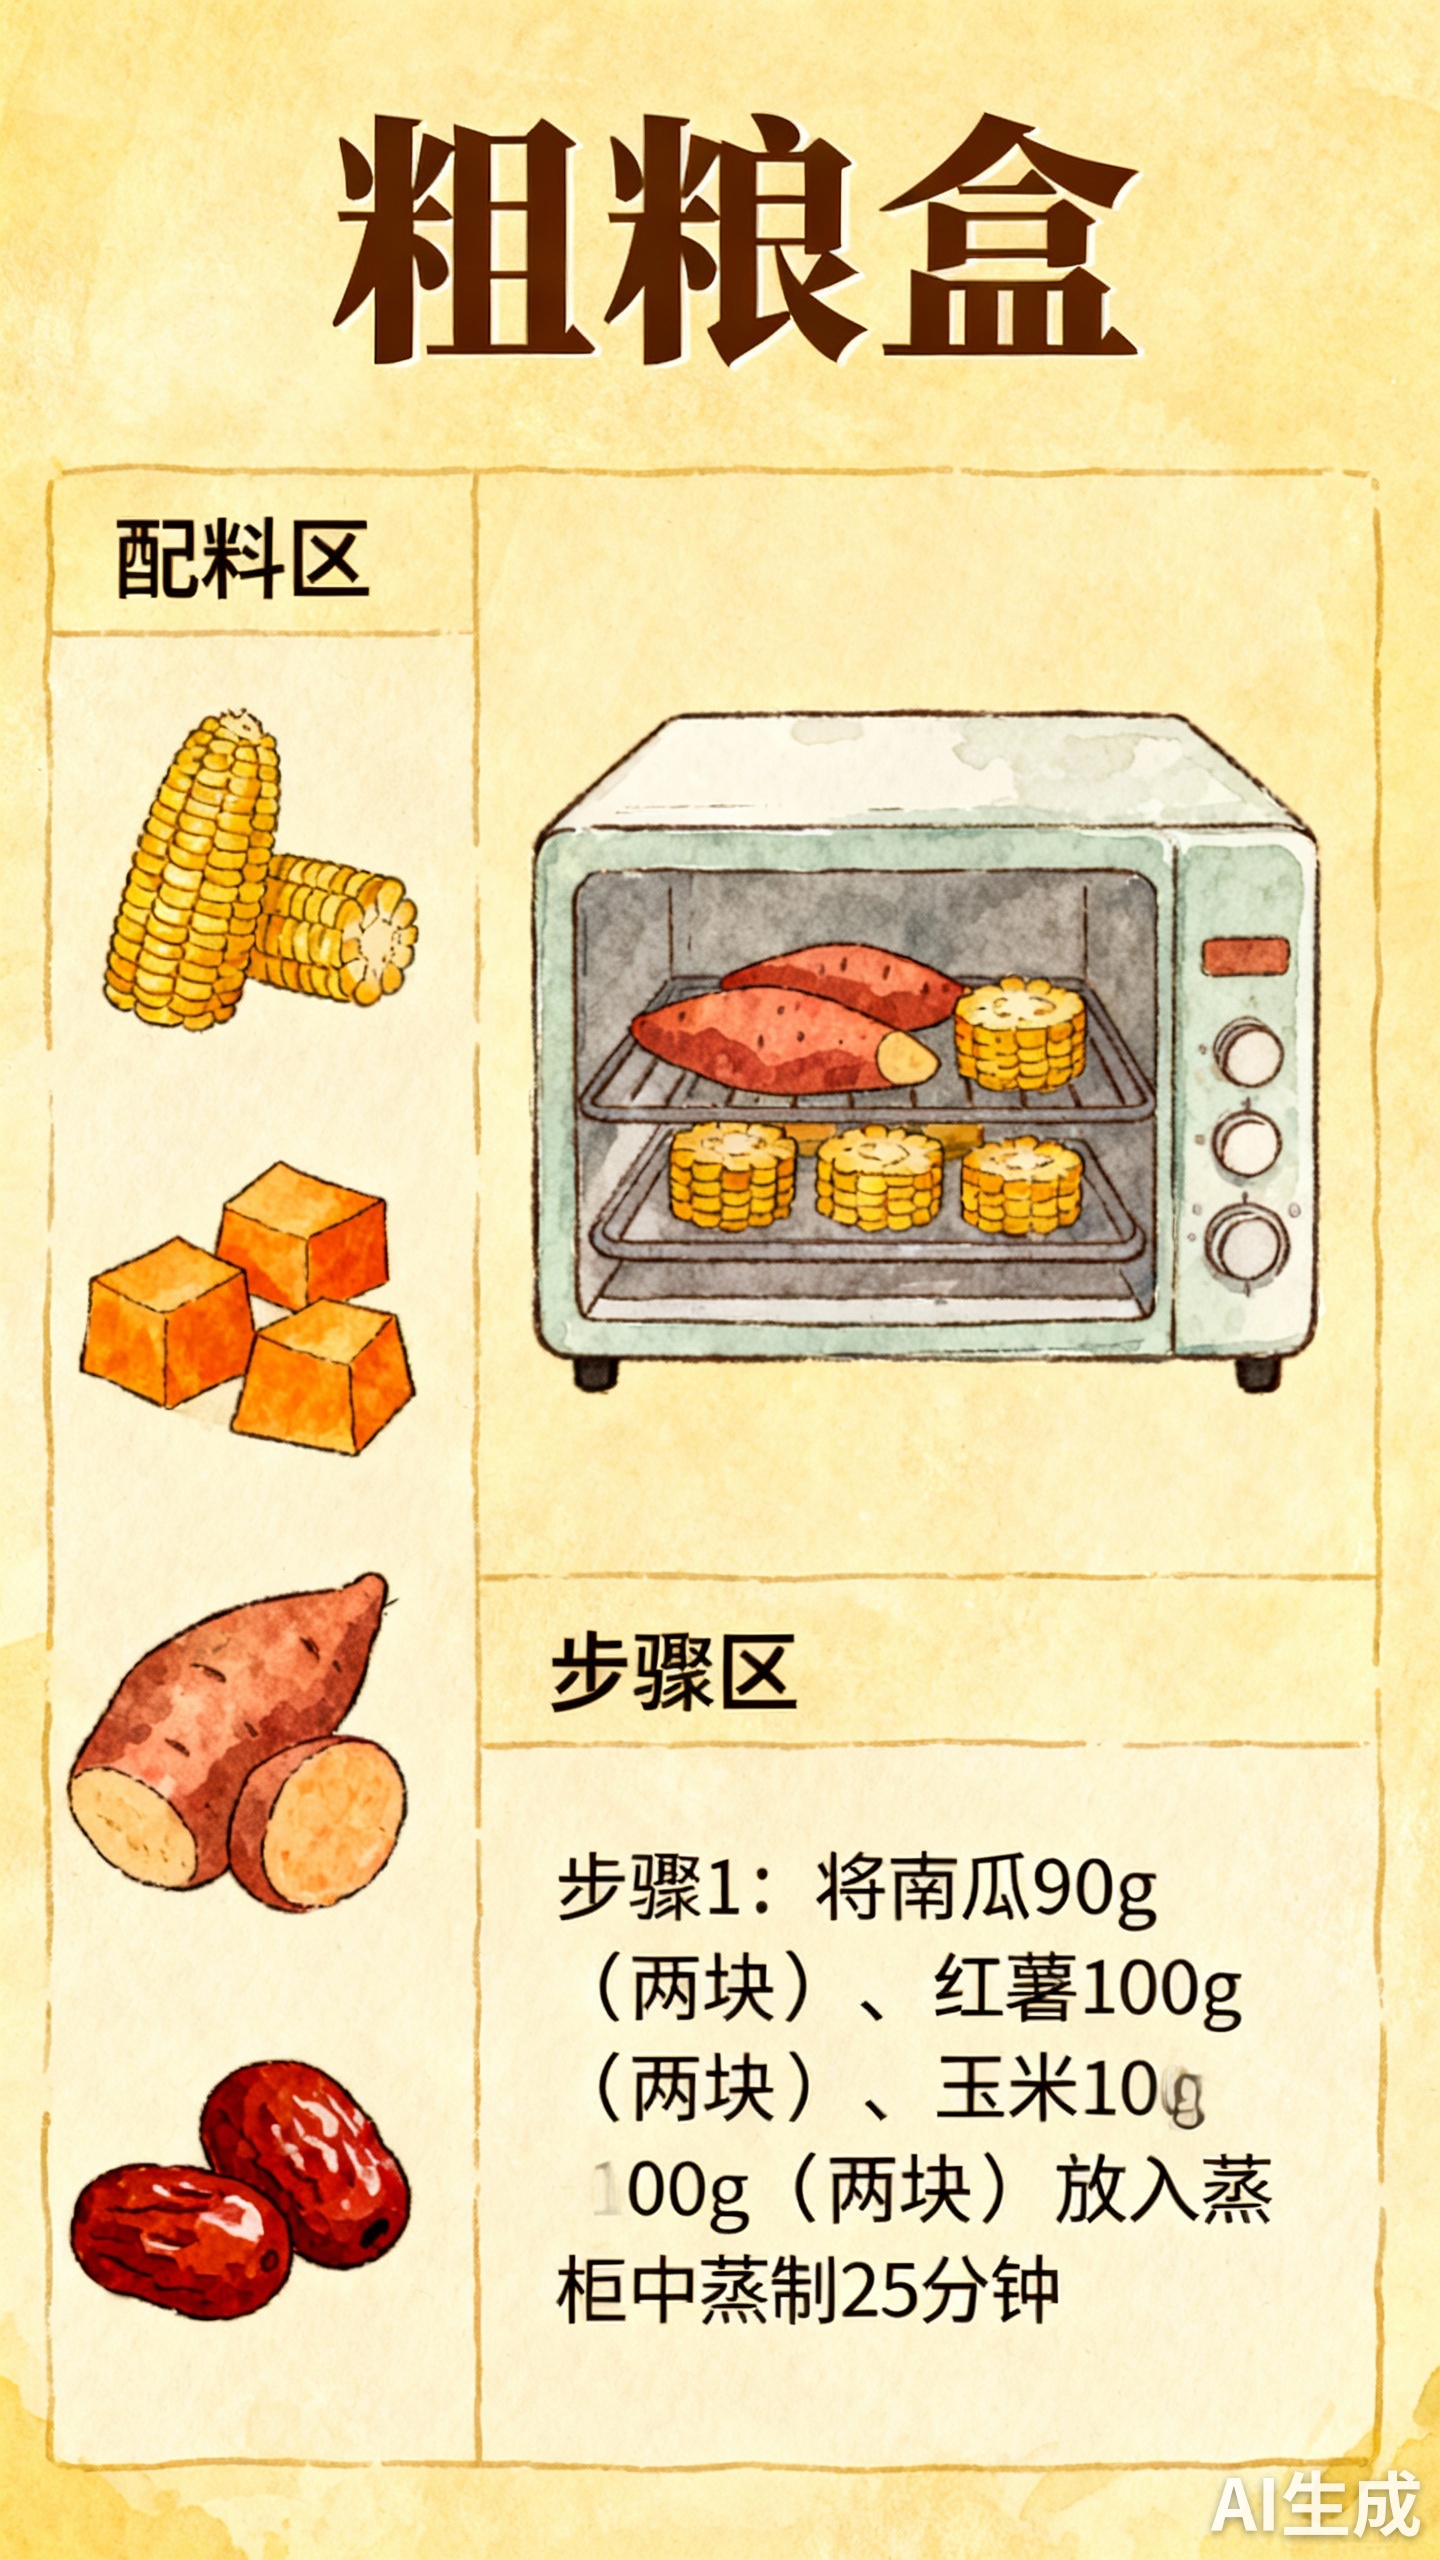 粗粮盒
配料区
步骤区
步骤1：将南瓜90g
（两块）、红薯100g
（两块）、玉米10g
100g（两块）放入蒸
柜中蒸制25分钟
AI生成